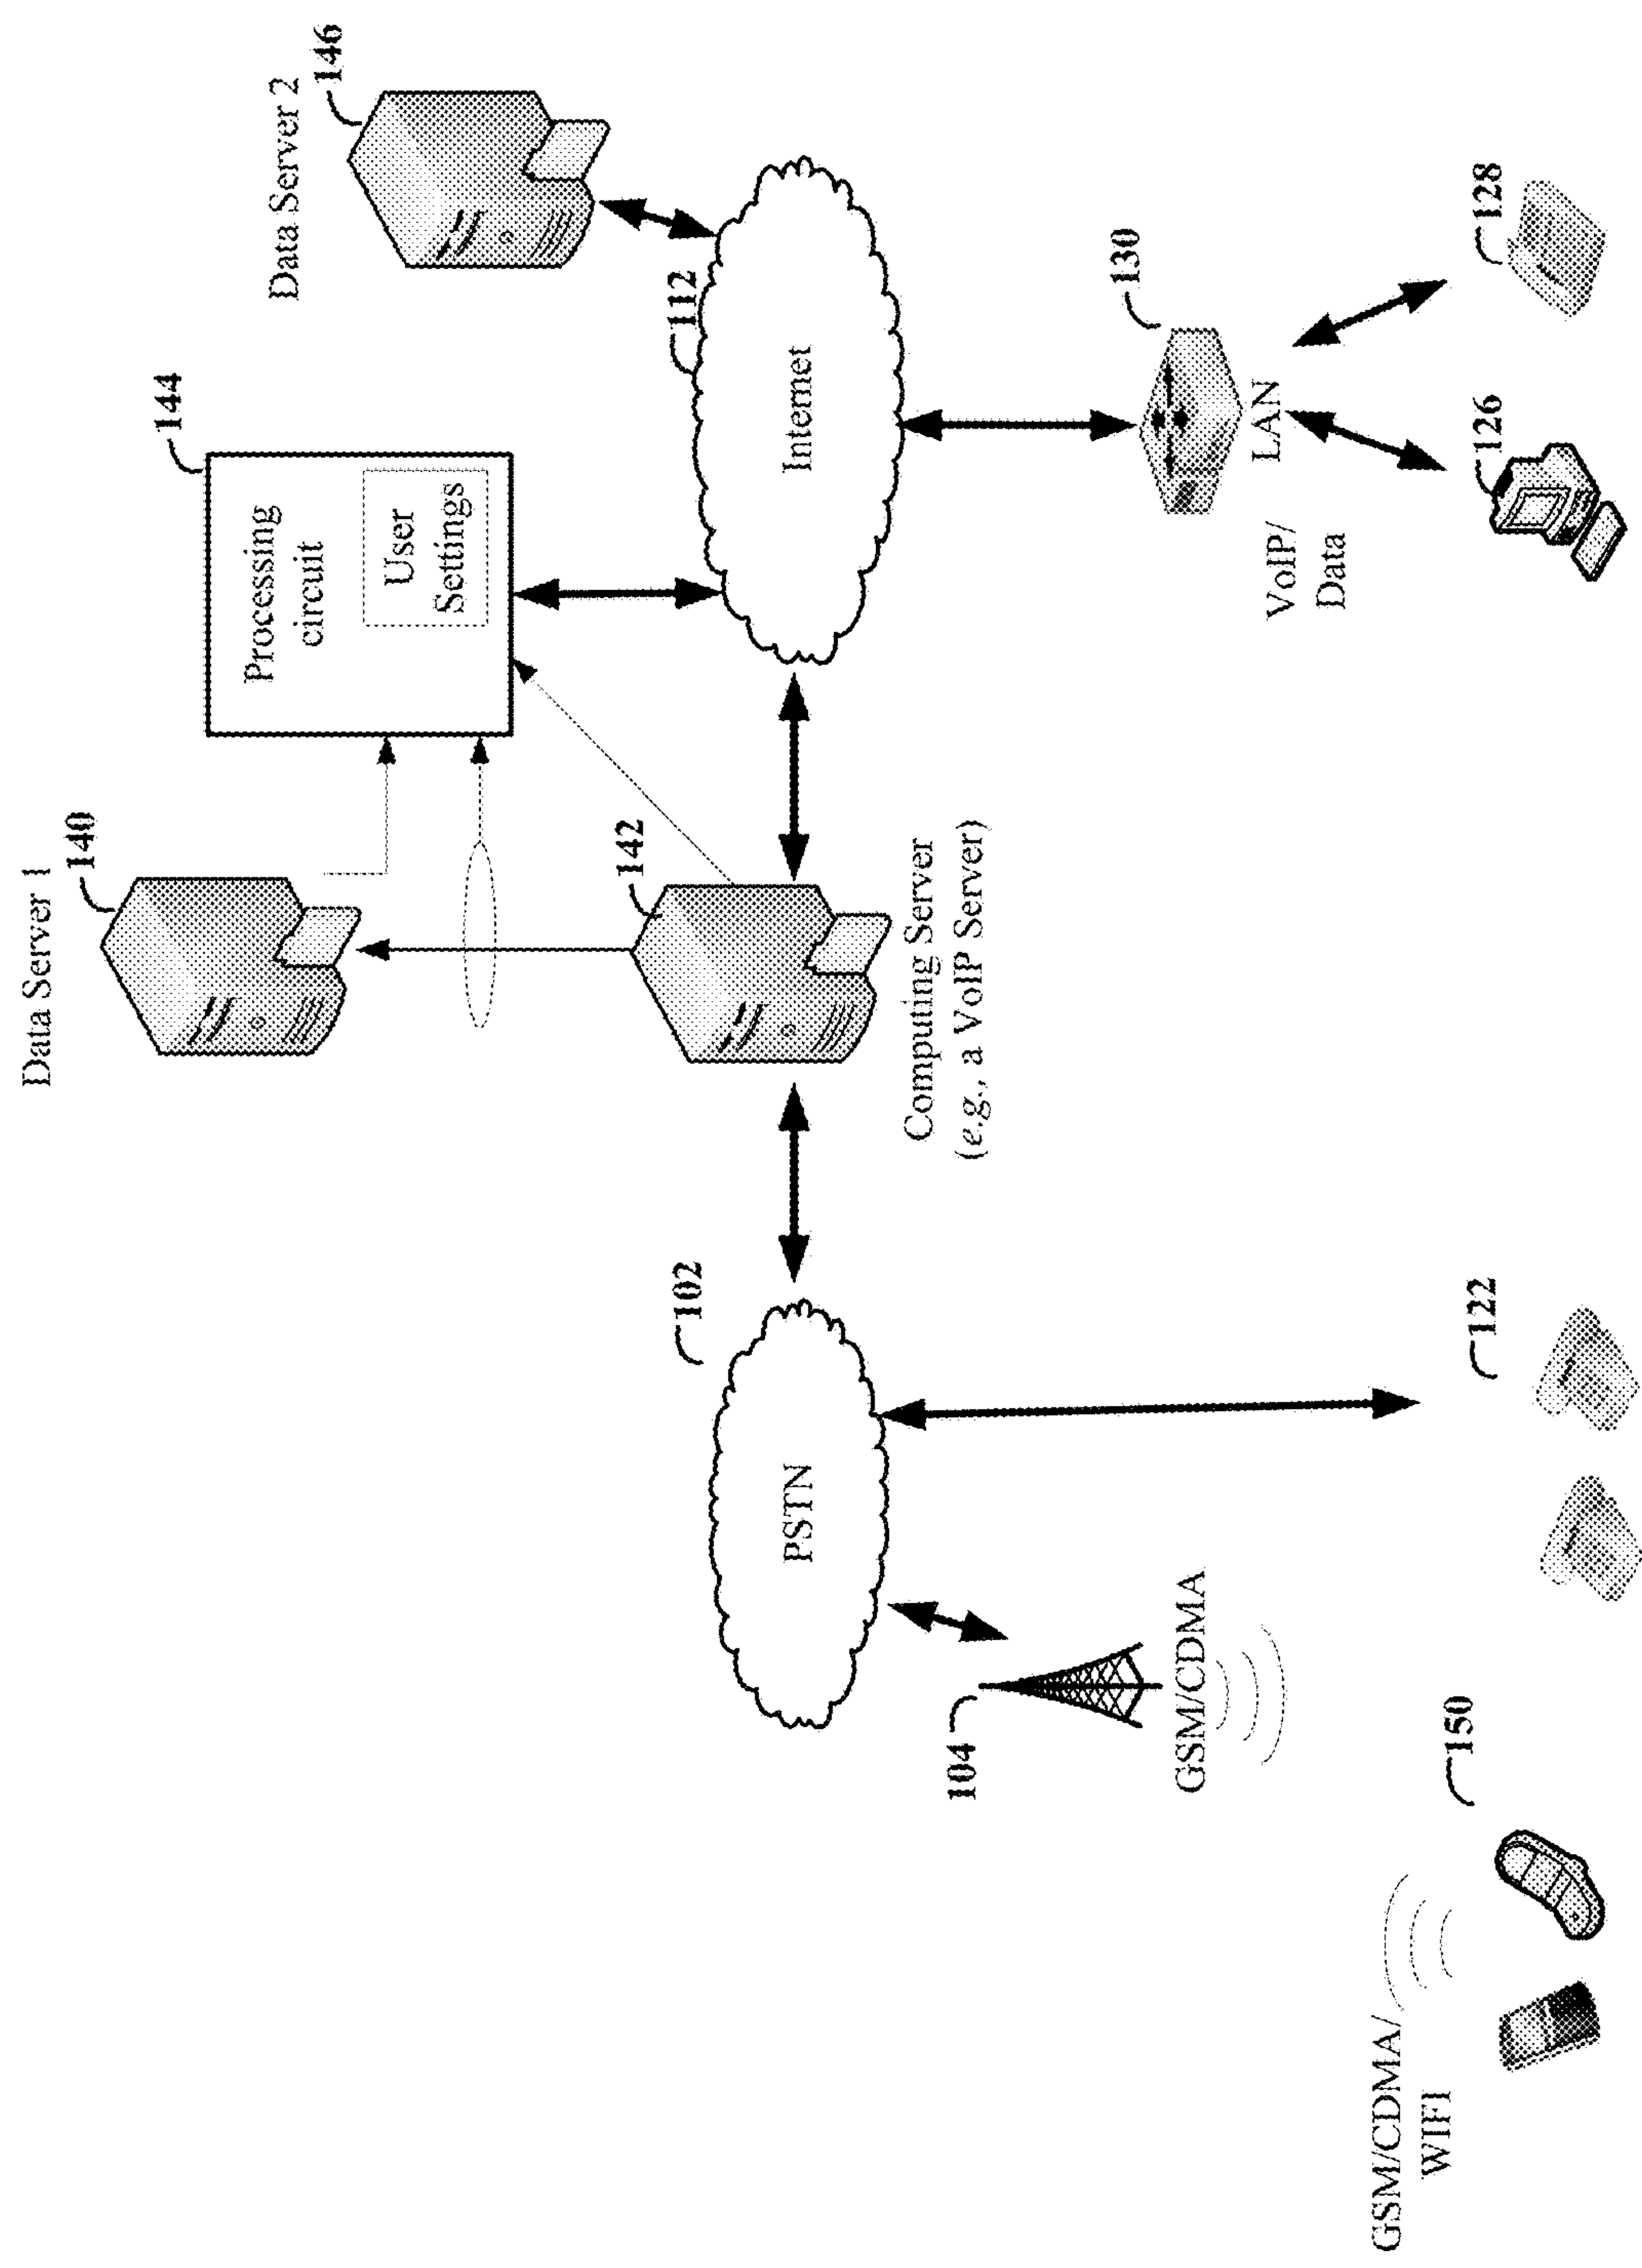 Data Server 1
140
Data Server 2
146
144
Processing
circuit
User
Settings
142
112
102
PSTN
Internet
Computing Server
(e.g., a VoIP Server)
104
GSM/CDMA
130
LAN
VoIP/
Data
GSM/CDMA/
WIFI
150
122
126
128